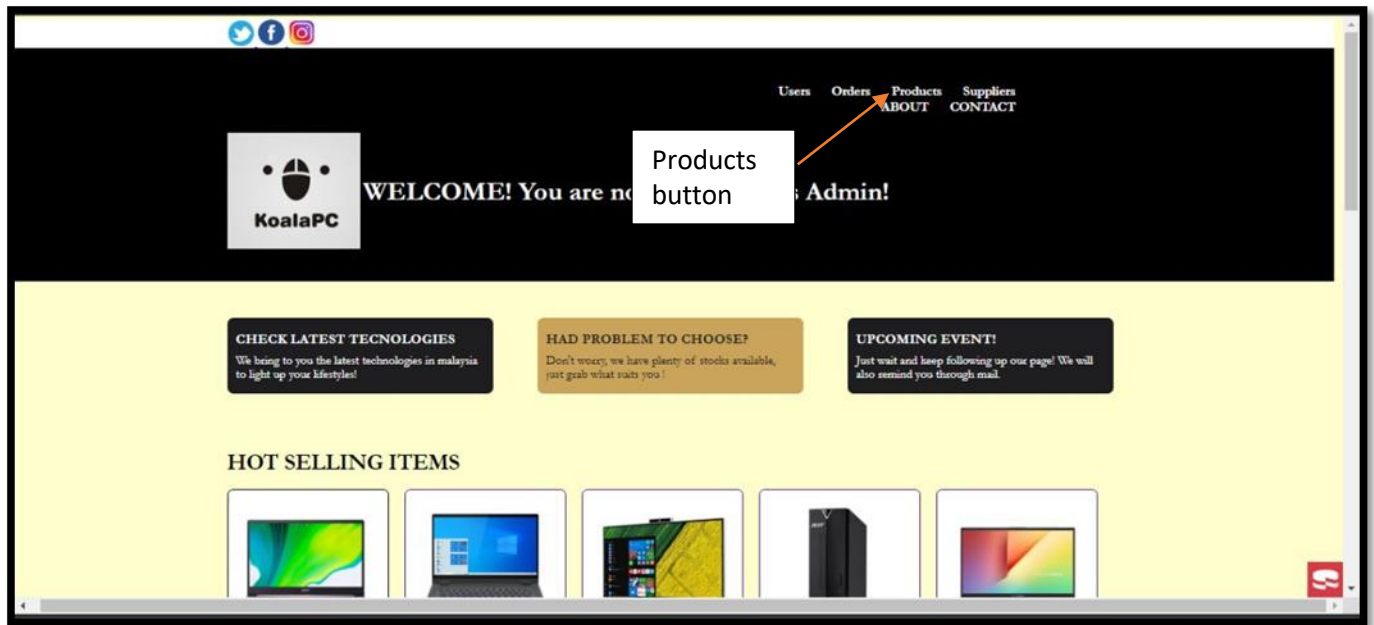 Users Orders Products Suppliers
ABOUT CONTACT
Products
button
KoalaPC
WELCOME! You are Admin!
CHECK LATEST TECNOLOGIES
We bring to you the latest technologies in malaysia
to light up your lifestyles!
HAD PROBLEM TO CHOOSE?
Don't worry, we have plenty of stocks available,
just grab what suits you !
UPCOMING EVENT!
Just wait and keep following up our page! We will
also remind you through mail.
HOT SELLING ITEMS